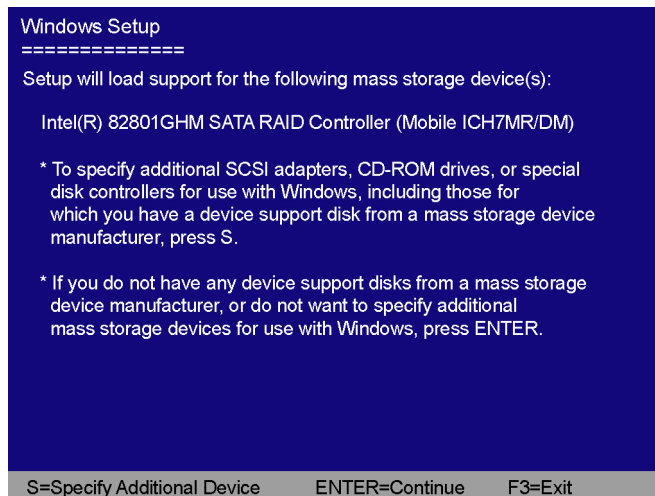 Windows Setup
==============
Setup will load support for the following mass storage device(s):
Intel(R) 82801GHM SATA RAID Controller (Mobile ICH7MR/DM)
* To specify additional SCSI adapters, CD-ROM drives, or special
disk controllers for use with Windows, including those for
which you have a device support disk from a mass storage device
manufacturer, press S.
* If you do not have any device support disks from a mass storage
device manufacturer, or do not want to specify additional
mass storage devices for use with Windows, press ENTER.
S=Specify Additional Device ENTER=Continue F3=Exit